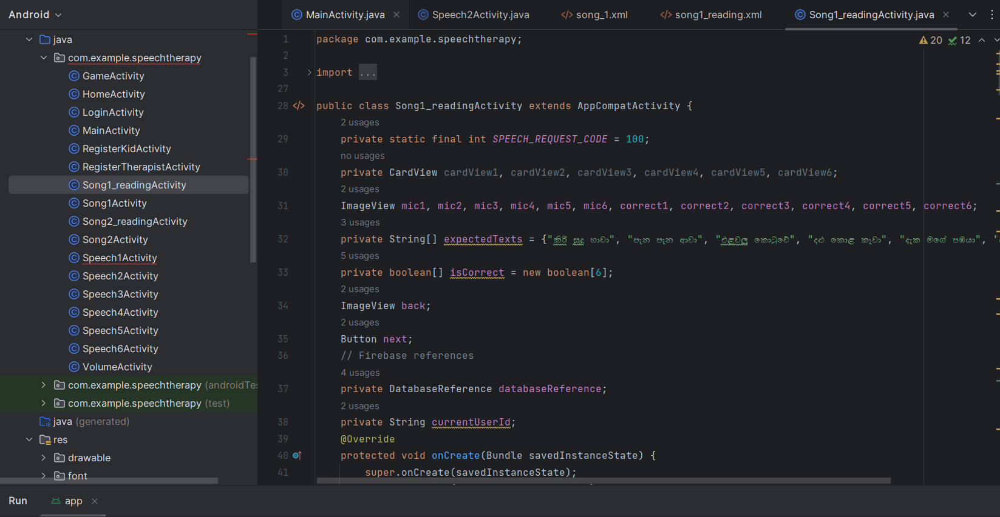 Android
MainActivity.java
Speech2Activity.java
</> song_1.xml
</> song1_reading.xml
Song1_readingActivity.java
java
com.example.speechtherapy
GameActivity
HomeActivity
LoginActivity
MainActivity
RegisterKidActivity
RegisterTherapistActivity
Song1_readingActivity
Song1Activity
Song2_readingActivity
Song2Activity
Speech1Activity
Speech2Activity
Speech3Activity
Speech4Activity
Speech5Activity
Speech6Activity
VolumeActivity
com.example.speechtherapy (androidTes
com.example.speechtherapy (test)
java (generated)
res
drawable
font
20 12
1 package com.example.speechtherapy;
2
3 import ...
27
28 </> public class Song1_readingActivity extends AppCompatActivity {
2 usages
29 private static final int SPEECH_REQUEST_CODE = 100;
no usages
30 private CardView cardView1, cardView2, cardView3, cardView4, cardView5, cardView6;
2 usages
31 ImageView mic1, mic2, mic3, mic4, mic5, mic6, correct1, correct2, correct3, correct4, correct5, correct6;
3 usages
32 private String[] expectedTexts = {"කිරි සුදු හාවා", "පැන පැන ආවා", "එළවලු කොටුවේ", "දළු කොළ කෑවා", "දැක මගේ පඹයා", "
5 usages
33 private boolean[] isCorrect = new boolean[6];
2 usages
34 ImageView back;
2 usages
35 Button next;
36 // Firebase references
4 usages
37 private DatabaseReference databaseReference;
2 usages
38 private String currentUserId;
39 @Override
40 protected void onCreate(Bundle savedInstanceState) {
41 super.onCreate(savedInstanceState);
Run app